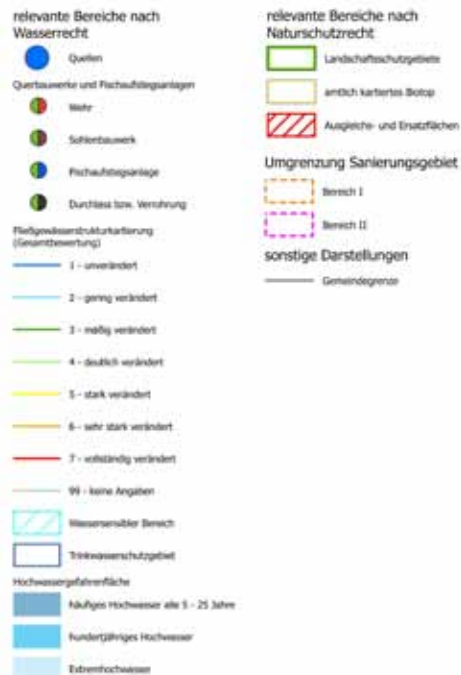 relevante Bereiche nach
Wasserrecht
Quellen
Querbauwerke und Fischaufstiegsanlagen
Wehr
Sohlenbauwerk
Fischaufstiegsanlage
Durchlass bzw. Verrohrung
Fließgewässerstrukturkartierung
(Gesamtbewertung)
1 - unverändert
2 - gering verändert
3 - mäßig verändert
4 - deutlich verändert
5 - stark verändert
6 - sehr stark verändert
7 - vollständig verändert
99 - keine Angaben
Wassersensibler Bereich
Trinkwasserschutzgebiet
Hochwassergefahrenfläche
häufiges Hochwasser alle 5 - 25 Jahre
hundertjähriges Hochwasser
Extremhochwasser
relevante Bereiche nach
Naturschutzrecht
Landschaftsschutzgebiete
amtlich kartiertes Biotop
Ausgleichs- und Ersatzflächen
Umgrenzung Sanierungsgebiet
Bereich I
Bereich II
sonstige Darstellungen
Gemeindegrenze